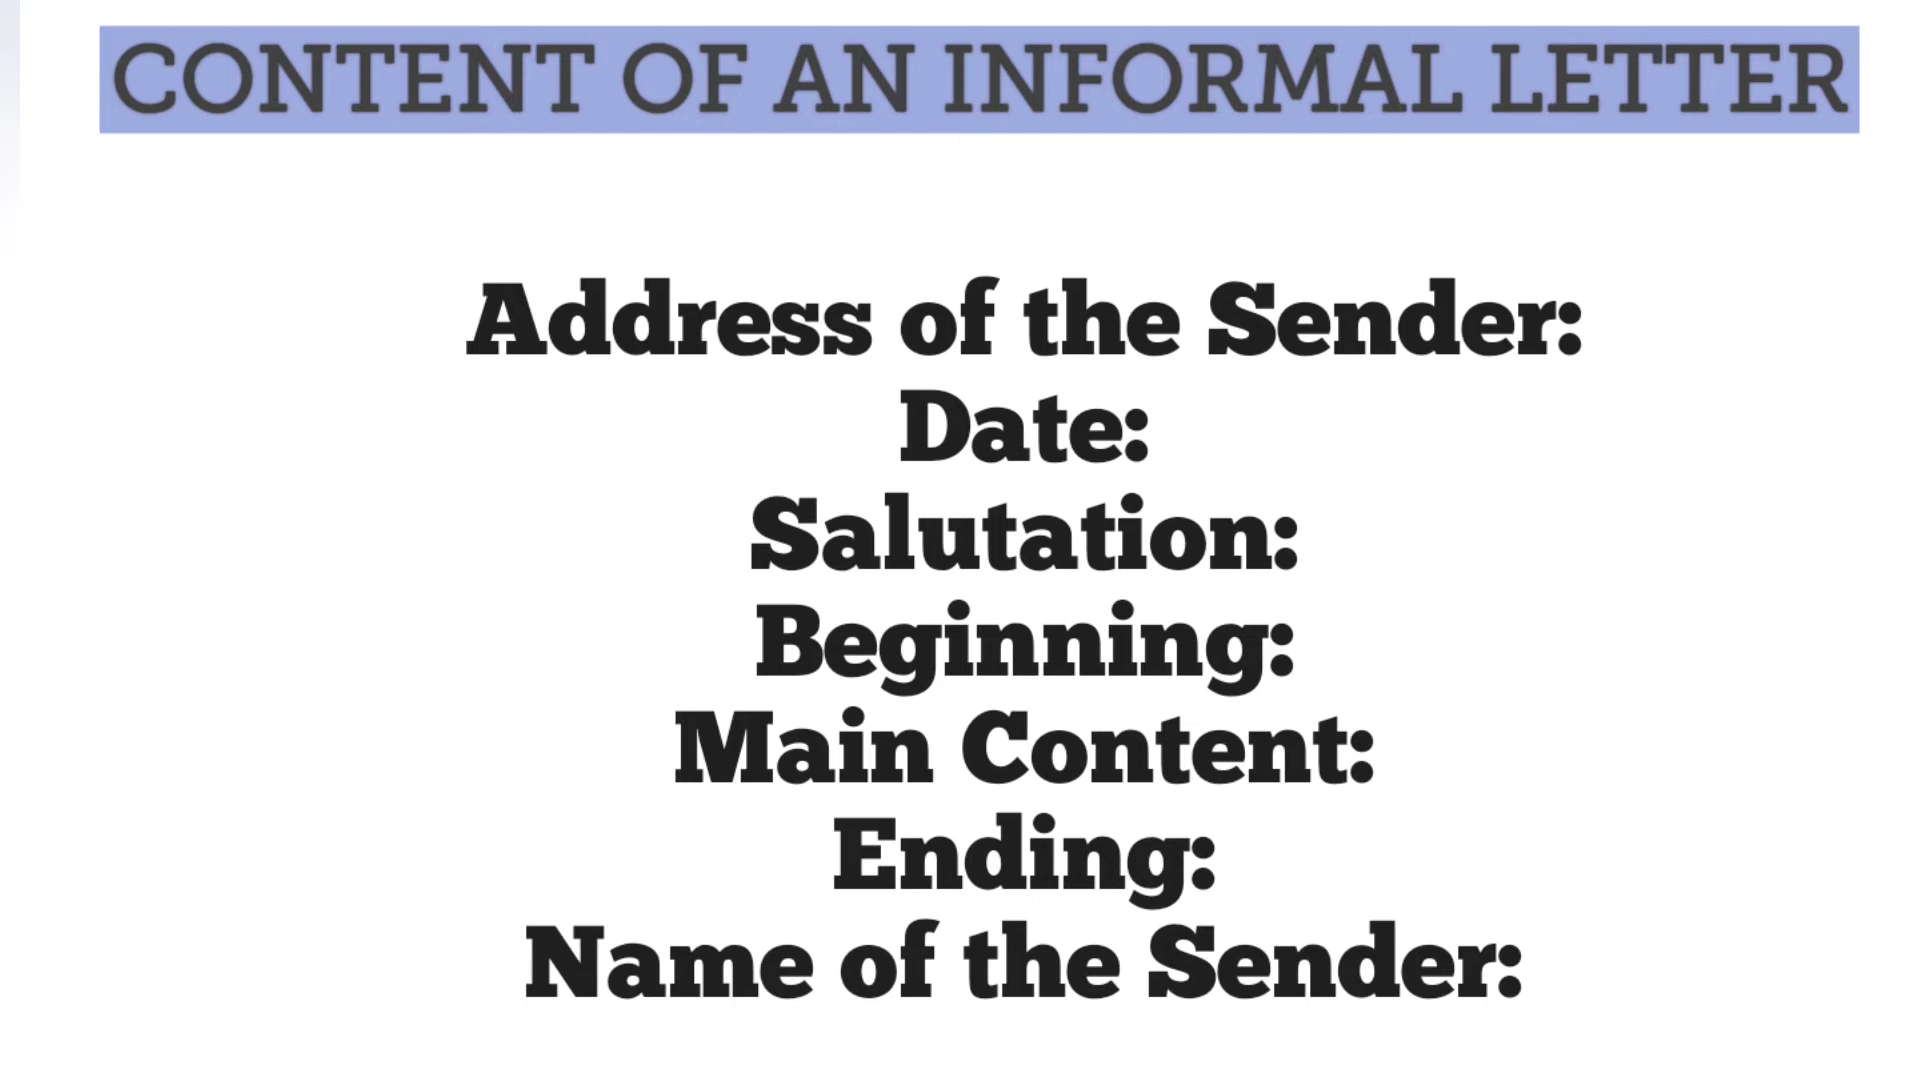 CONTENT OF AN INFORMAL LETTER
Address of the Sender:
Date:
Salutation:
Beginning:
Main Content:
Ending:
Name of the Sender: